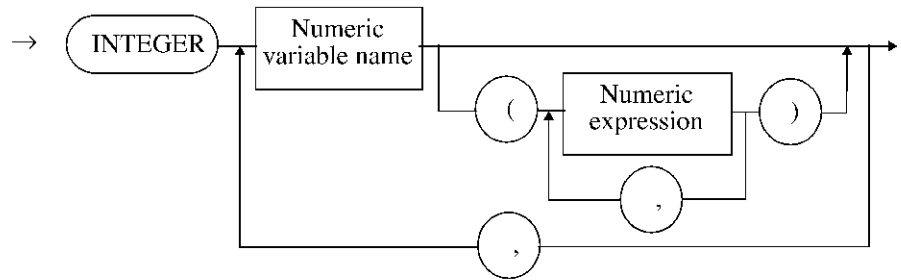 → INTEGER
Numeric
variable name
(
Numeric
expression
)
,
,